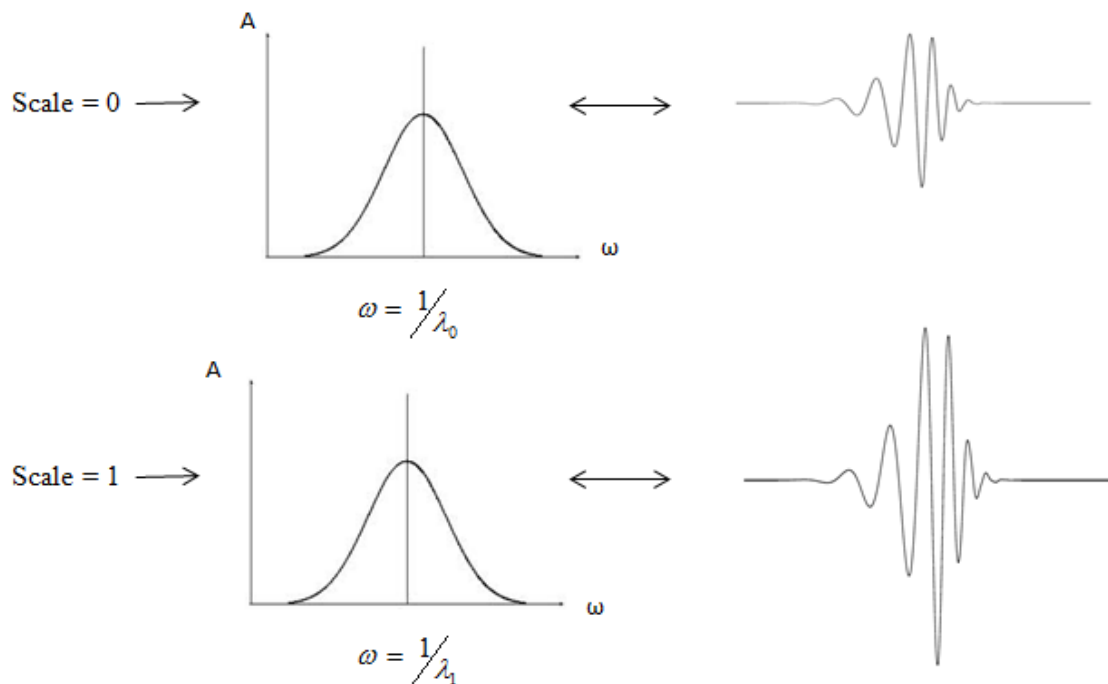 A
Scale = 0
ω
ω = 1/λ₀
A
Scale = 1
ω
ω = 1/λ₁